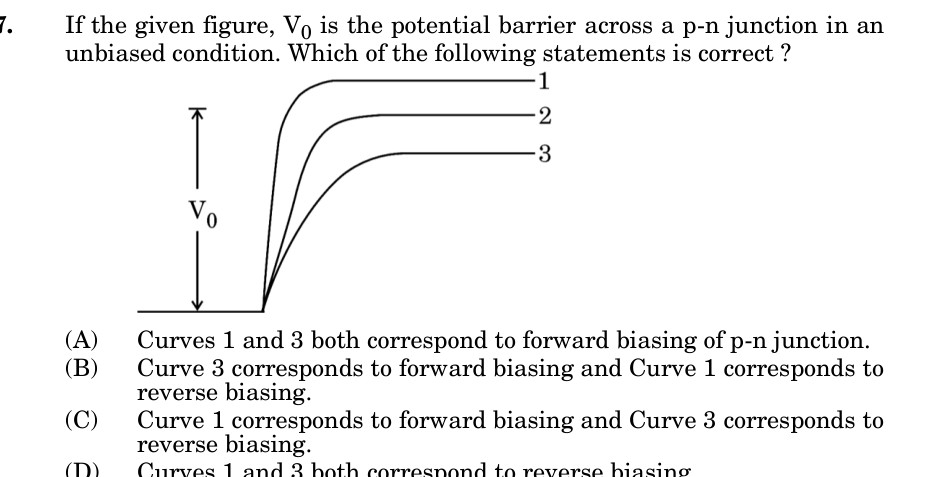 7. If the given figure, V0 is the potential barrier across a p-n junction in an
unbiased condition. Which of the following statements is correct ?
1
2
3
V0
(A) Curves 1 and 3 both correspond to forward biasing of p-n junction.
(B) Curve 3 corresponds to forward biasing and Curve 1 corresponds to
reverse biasing.
(C) Curve 1 corresponds to forward biasing and Curve 3 corresponds to
reverse biasing.
(D) Curves 1 and 3 both correspond to reverse biasing